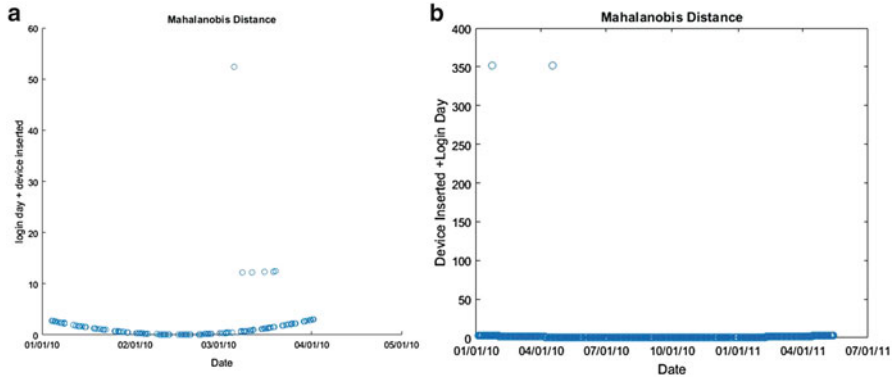 a
Mahalanobis Distance
login day + device inserted
60
50
40
30
20
10
0
01/01/10 02/01/10 03/01/10 04/01/10 05/01/10
Date
b
Mahalanobis Distance
Device Inserted +Login Day
400
350
300
250
200
150
100
50
0
01/01/10 04/01/10 07/01/10 10/01/10 01/01/11 04/01/11 07/01/11
Date